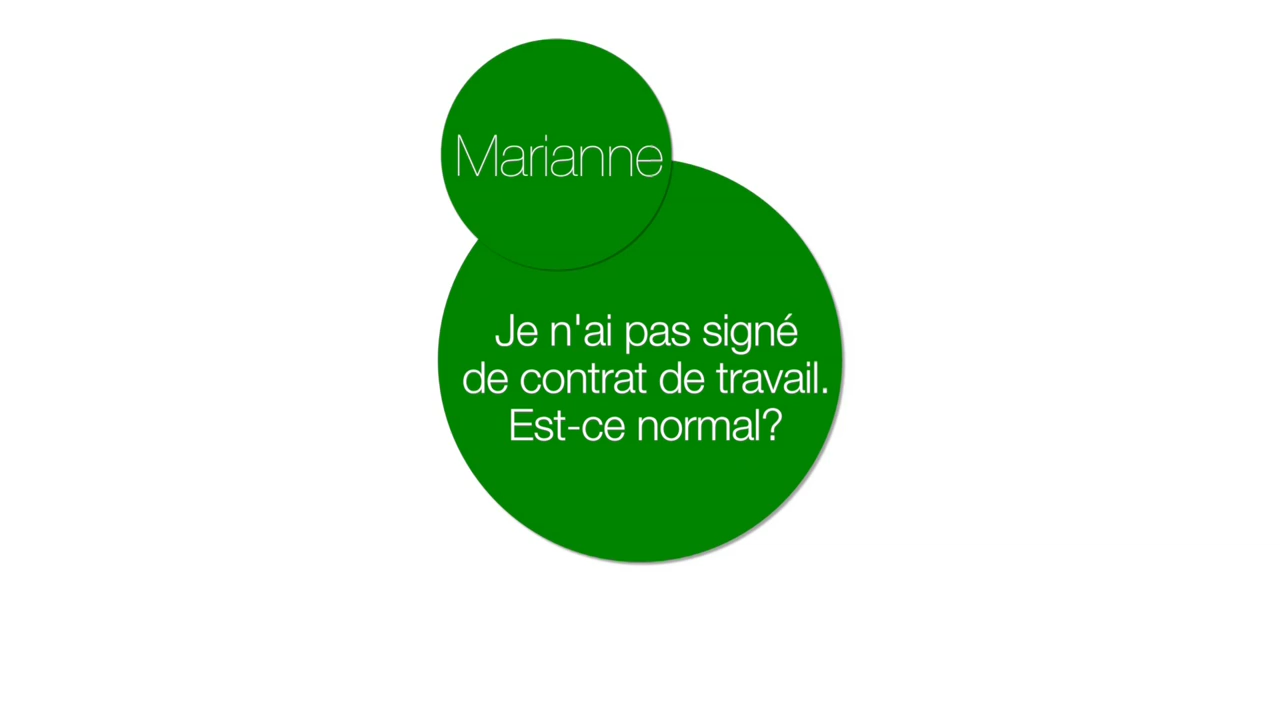 Marianne
Je n'ai pas signé
de contrat de travail.
Est-ce normal?